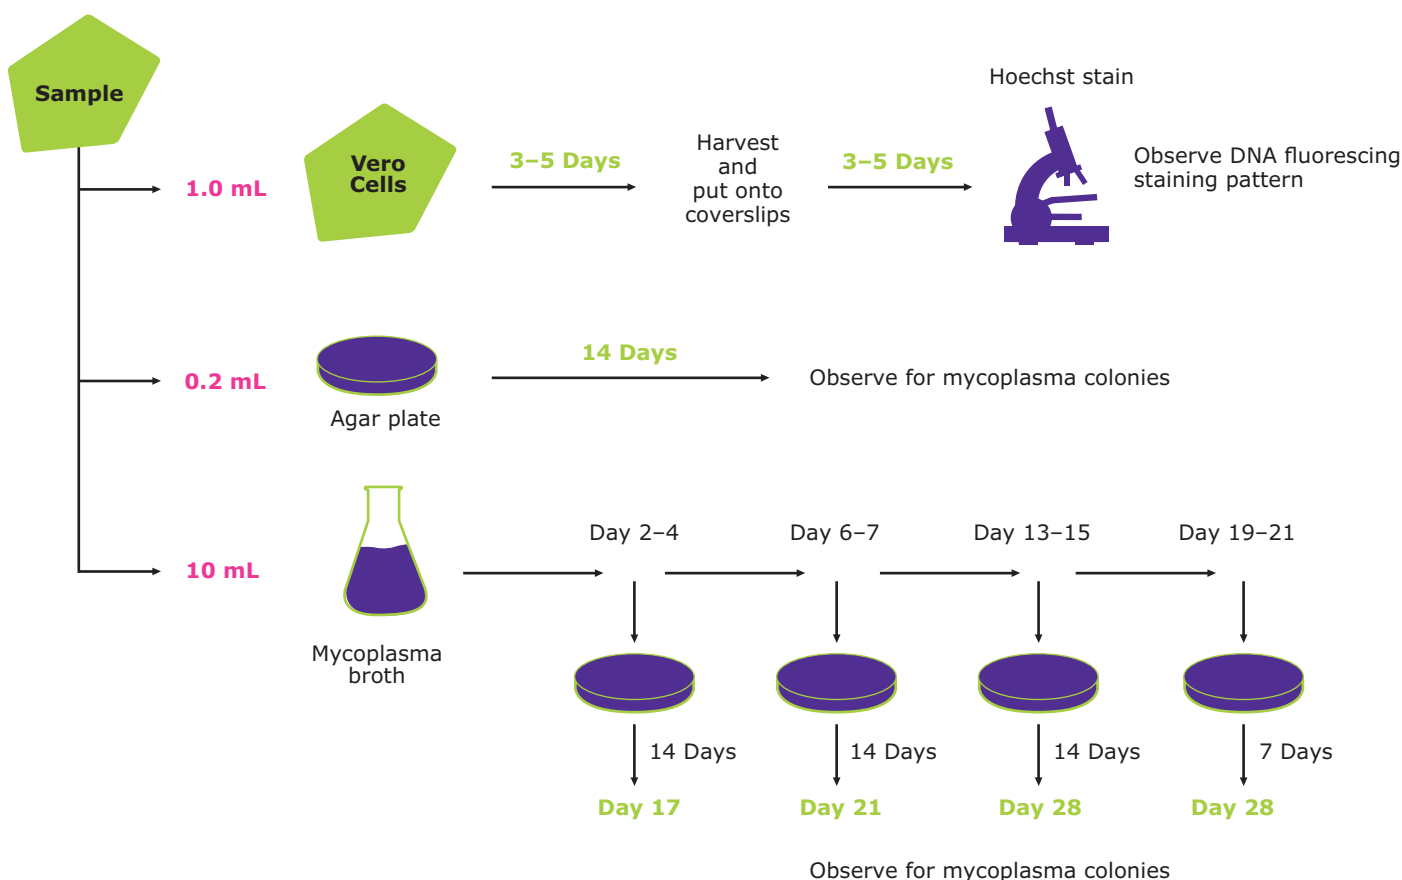 Sample
1.0 mL
Vero
Cells
3–5 Days
Harvest
and
put onto
coverslips
3–5 Days
Hoechst stain
Observe DNA fluorescing
staining pattern
0.2 mL
Agar plate
14 Days
Observe for mycoplasma colonies
10 mL
Mycoplasma
broth
Day 2–4
Day 6–7
Day 13–15
Day 19–21
14 Days
14 Days
14 Days
7 Days
Day 17
Day 21
Day 28
Day 28
Observe for mycoplasma colonies